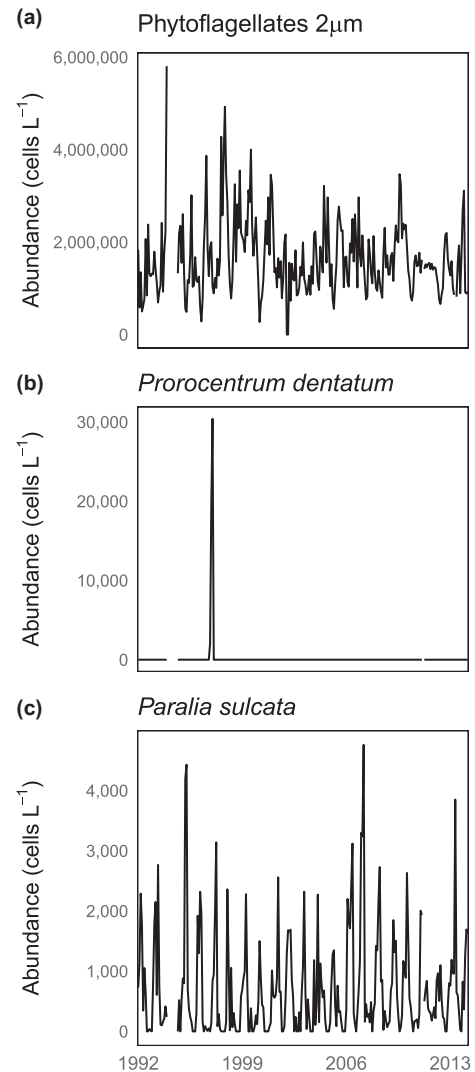 (a) Phytoflagellates 2μm
Abundance (cells L⁻¹)
6,000,000
4,000,000
2,000,000
0
(b) Prorocentrum dentatum
Abundance (cells L⁻¹)
30,000
20,000
10,000
0
(c) Paralia sulcata
Abundance (cells L⁻¹)
4,000
3,000
2,000
1,000
0
1992 1999 2006 2013